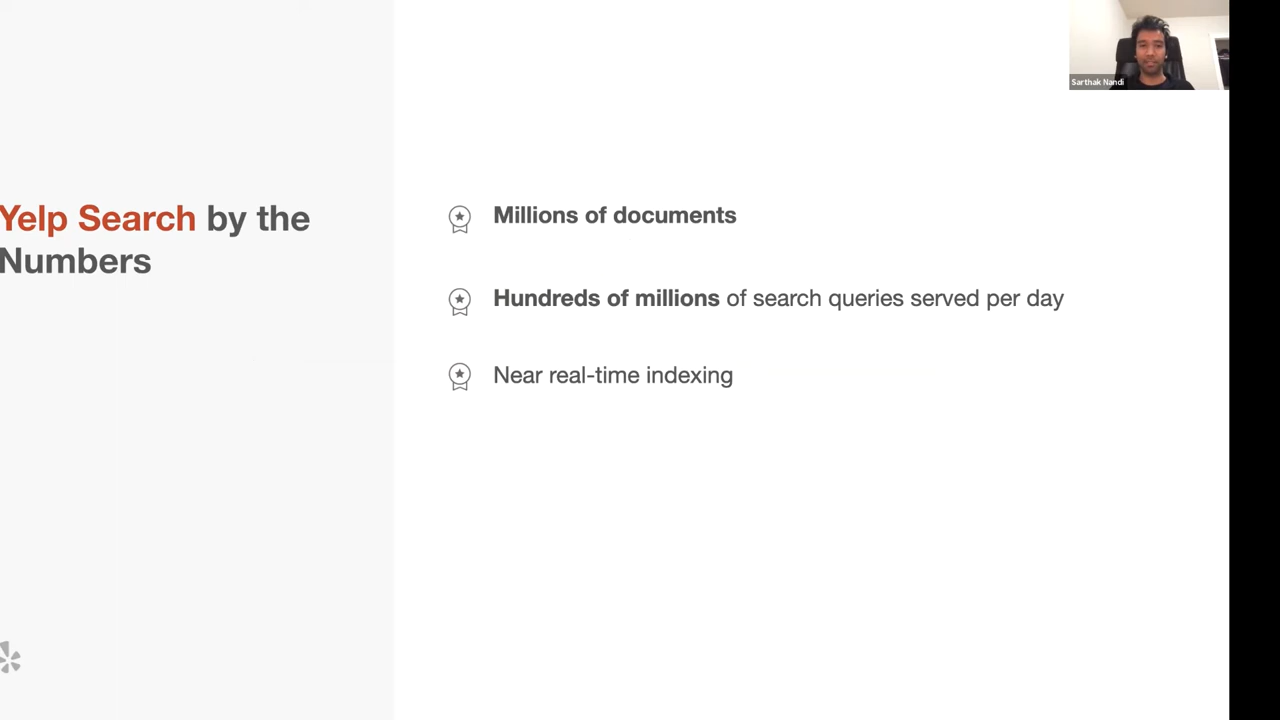 Sarthak Nandi
Yelp Search by the
Numbers
Millions of documents
Hundreds of millions of search queries served per day
Near real-time indexing